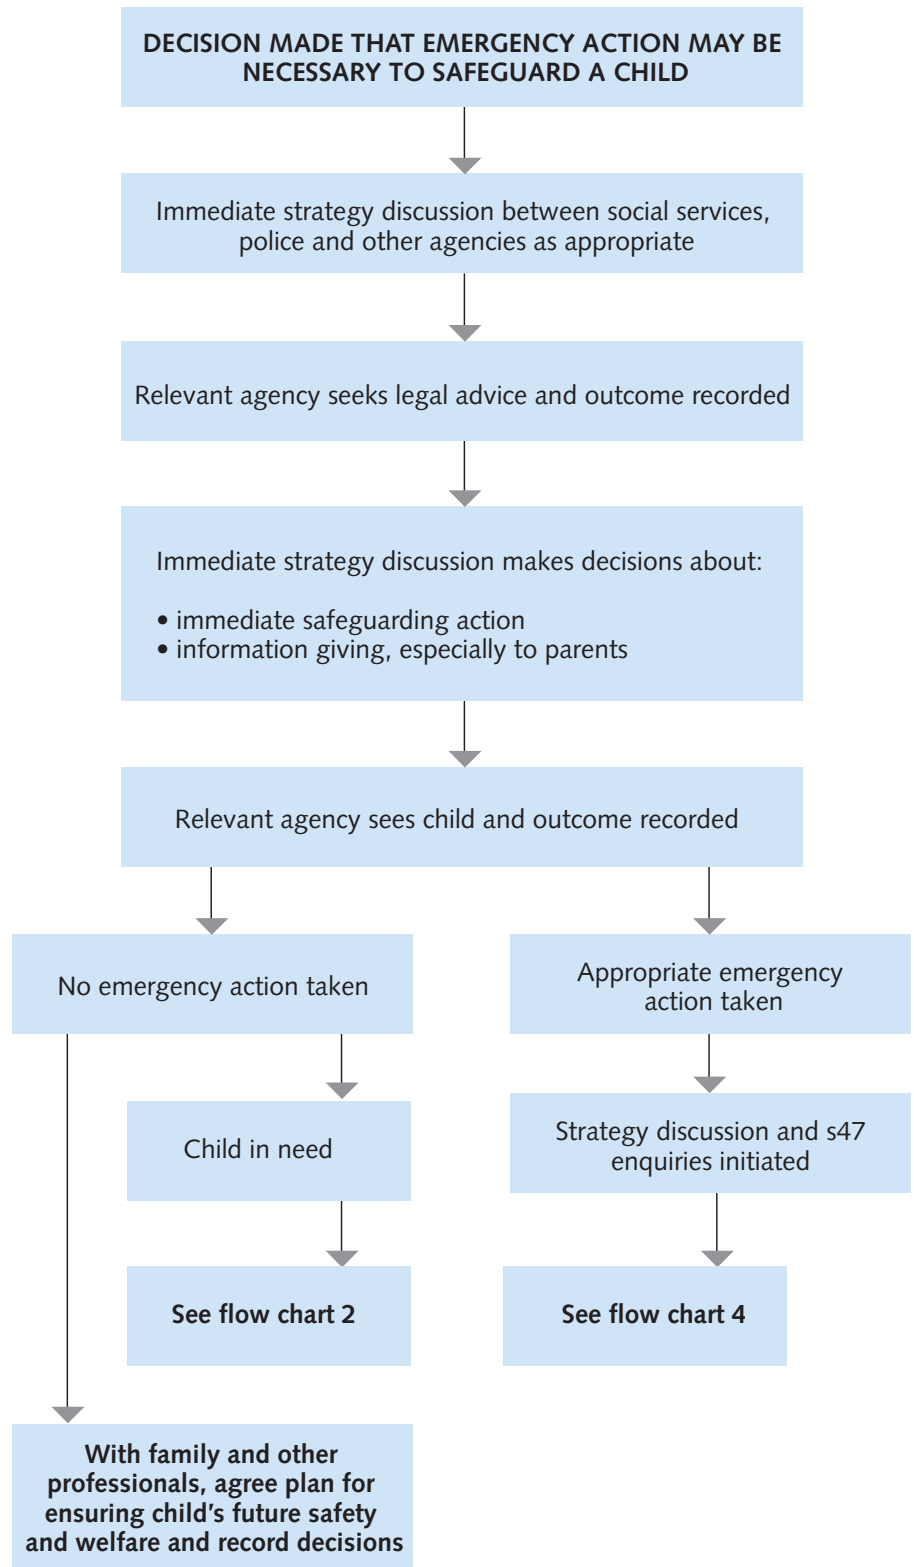 DECISION MADE THAT EMERGENCY ACTION MAY BE
NECESSARY TO SAFEGUARD A CHILD
Immediate strategy discussion between social services,
police and other agencies as appropriate
Relevant agency seeks legal advice and outcome recorded
Immediate strategy discussion makes decisions about:
• immediate safeguarding action
• information giving, especially to parents
Relevant agency sees child and outcome recorded
No emergency action taken
Appropriate emergency
action taken
Child in need
Strategy discussion and s47
enquiries initiated
See flow chart 2
See flow chart 4
With family and other
professionals, agree plan for
ensuring child’s future safety
and welfare and record decisions